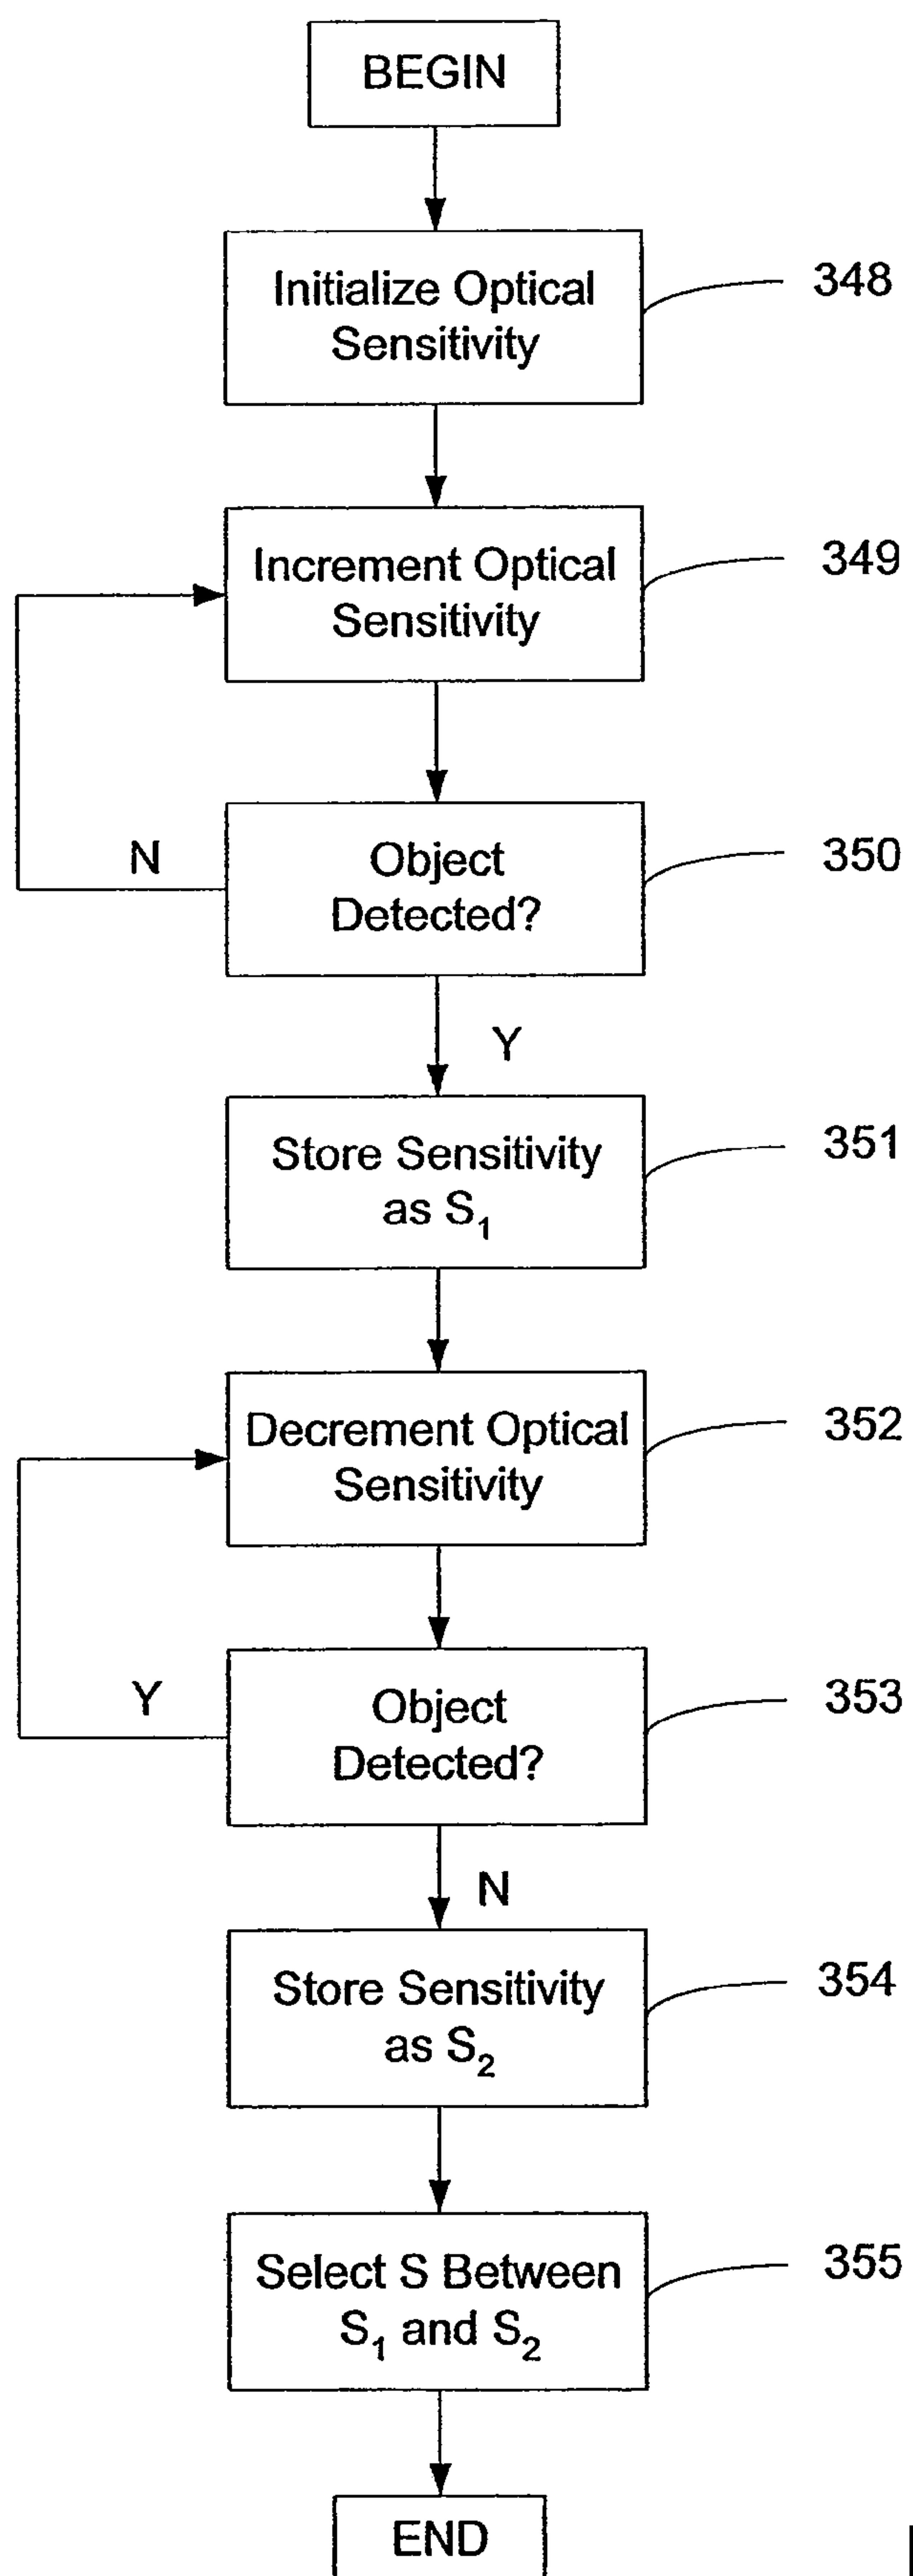 BEGIN
Initialize Optical
Sensitivity
348
Increment Optical
Sensitivity
349
Object
Detected?
350
N
Y
Store Sensitivity
as S₁
351
Decrement Optical
Sensitivity
352
Object
Detected?
353
Y
N
Store Sensitivity
as S₂
354
Select S Between
S₁ and S₂
355
END